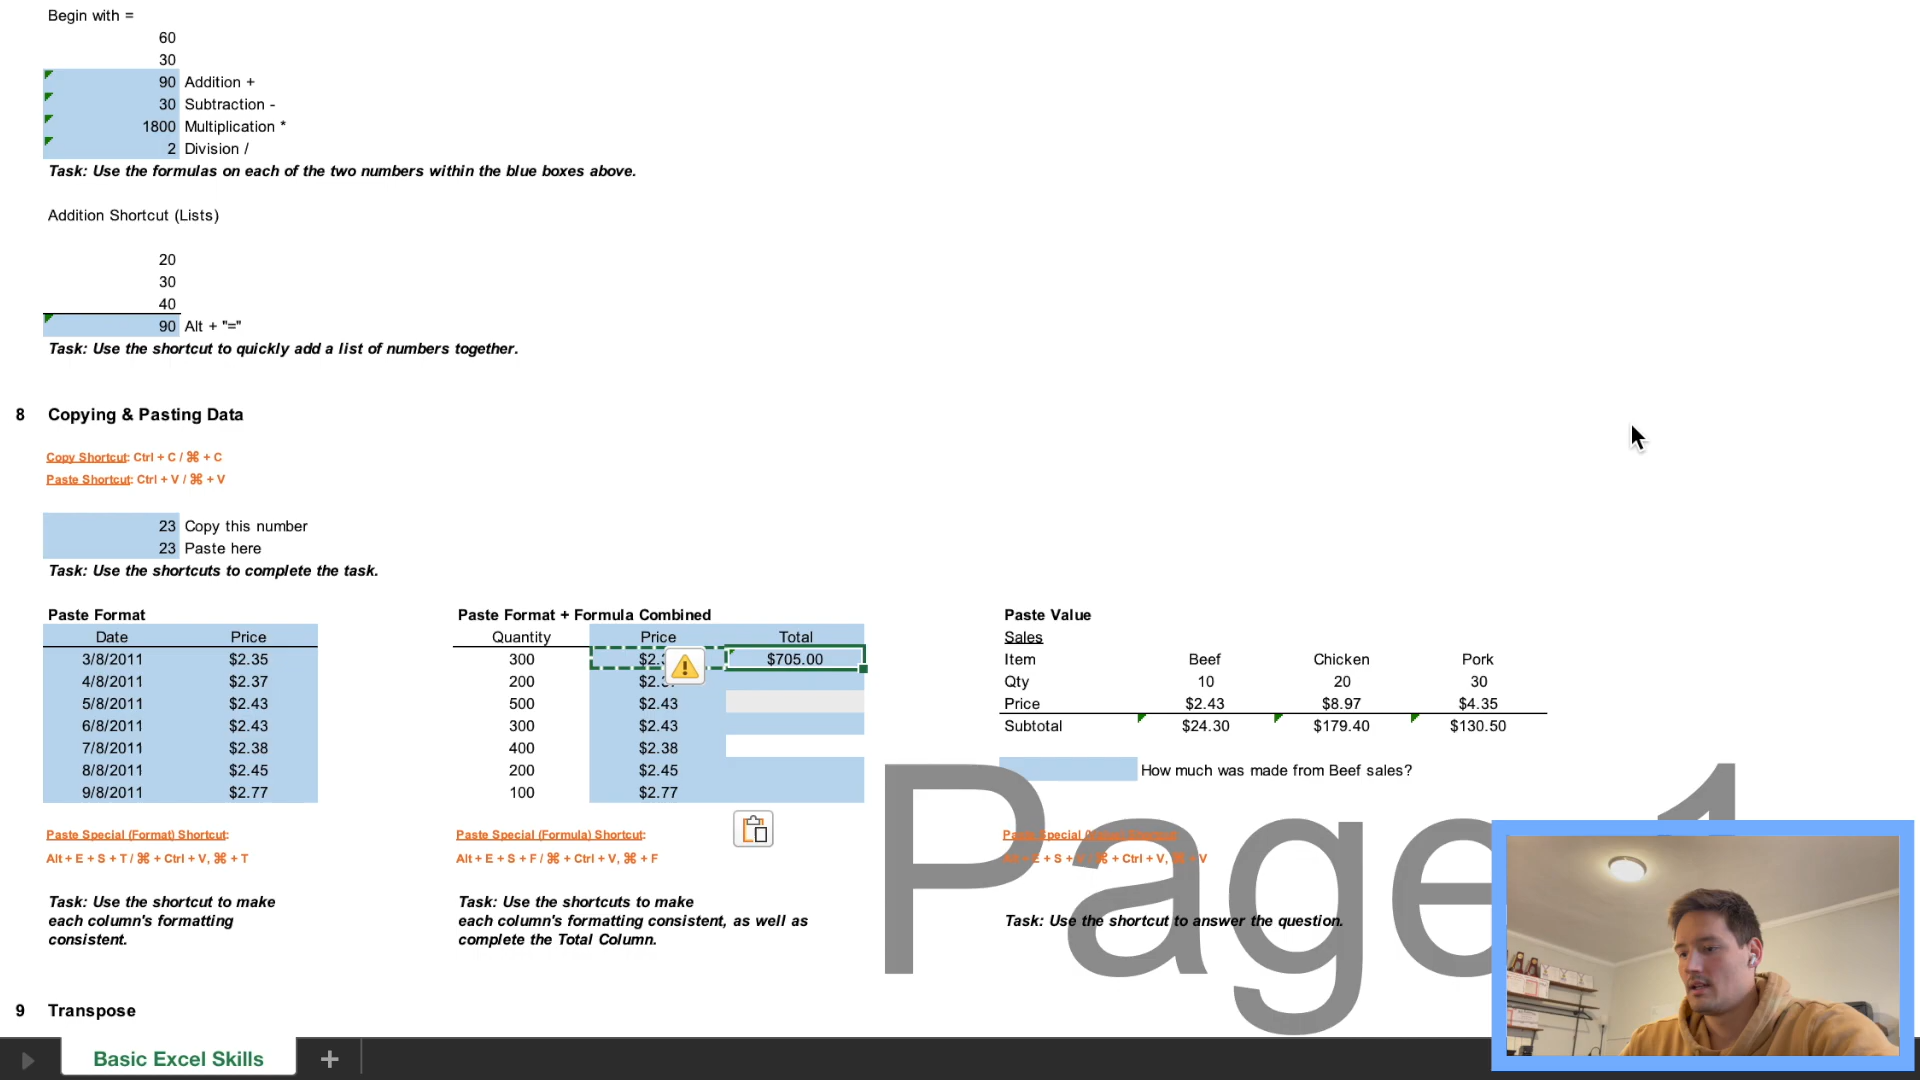 Begin with =
60
30
90 Addition +
30 Subtraction -
1800 Multiplication *
2 Division /
Task: Use the formulas on each of the two numbers within the blue boxes above.
Addition Shortcut (Lists)
20
30
40
90 Alt + "="
Task: Use the shortcut to quickly add a list of numbers together.
8 Copying & Pasting Data
Copy Shortcut: Ctrl + C / ⌘ + C
Paste Shortcut: Ctrl + V / ⌘ + V
23 Copy this number
23 Paste here
Task: Use the shortcuts to complete the task.
Paste Format
Date Price
3/8/2011 $2.35
4/8/2011 $2.37
5/8/2011 $2.43
6/8/2011 $2.43
7/8/2011 $2.38
8/8/2011 $2.45
9/8/2011 $2.77
Paste Special (Format) Shortcut:
Alt + E + S + T / ⌘ + Ctrl + V, ⌘ + T
Task: Use the shortcut to make
each column's formatting
consistent.
Paste Format + Formula Combined
Quantity Price Total
300 $705.00
200
500 $2.43
300 $2.43
400 $2.38
200 $2.45
100 $2.77
Paste Special (Formula) Shortcut:
Alt + E + S + F / ⌘ + Ctrl + V, ⌘ + F
Task: Use the shortcuts to make
each column's formatting consistent, as well as
complete the Total Column.
Paste Value
Sales
Item Beef Chicken Pork
Qty 10 20 30
Price $2.43 $8.97 $4.35
Subtotal $24.30 $179.40 $130.50
How much was made from Beef sales?
Paste Special
+ S + ⌘ + Ctrl + V, + V
Task: Use the shortcut to answer the question.
Page 1
9 Transpose
Basic Excel Skills +